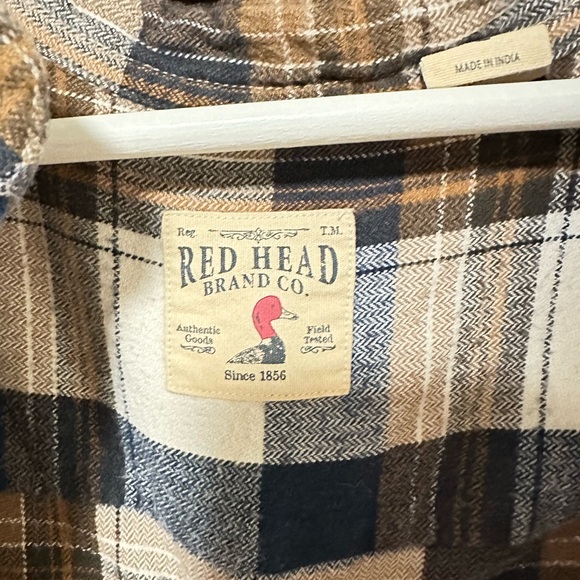 MADE IN INDIA
Reg. T.M.
RED HEAD
BRAND CO.
Authentic Field
Goods Tested
Since 1856